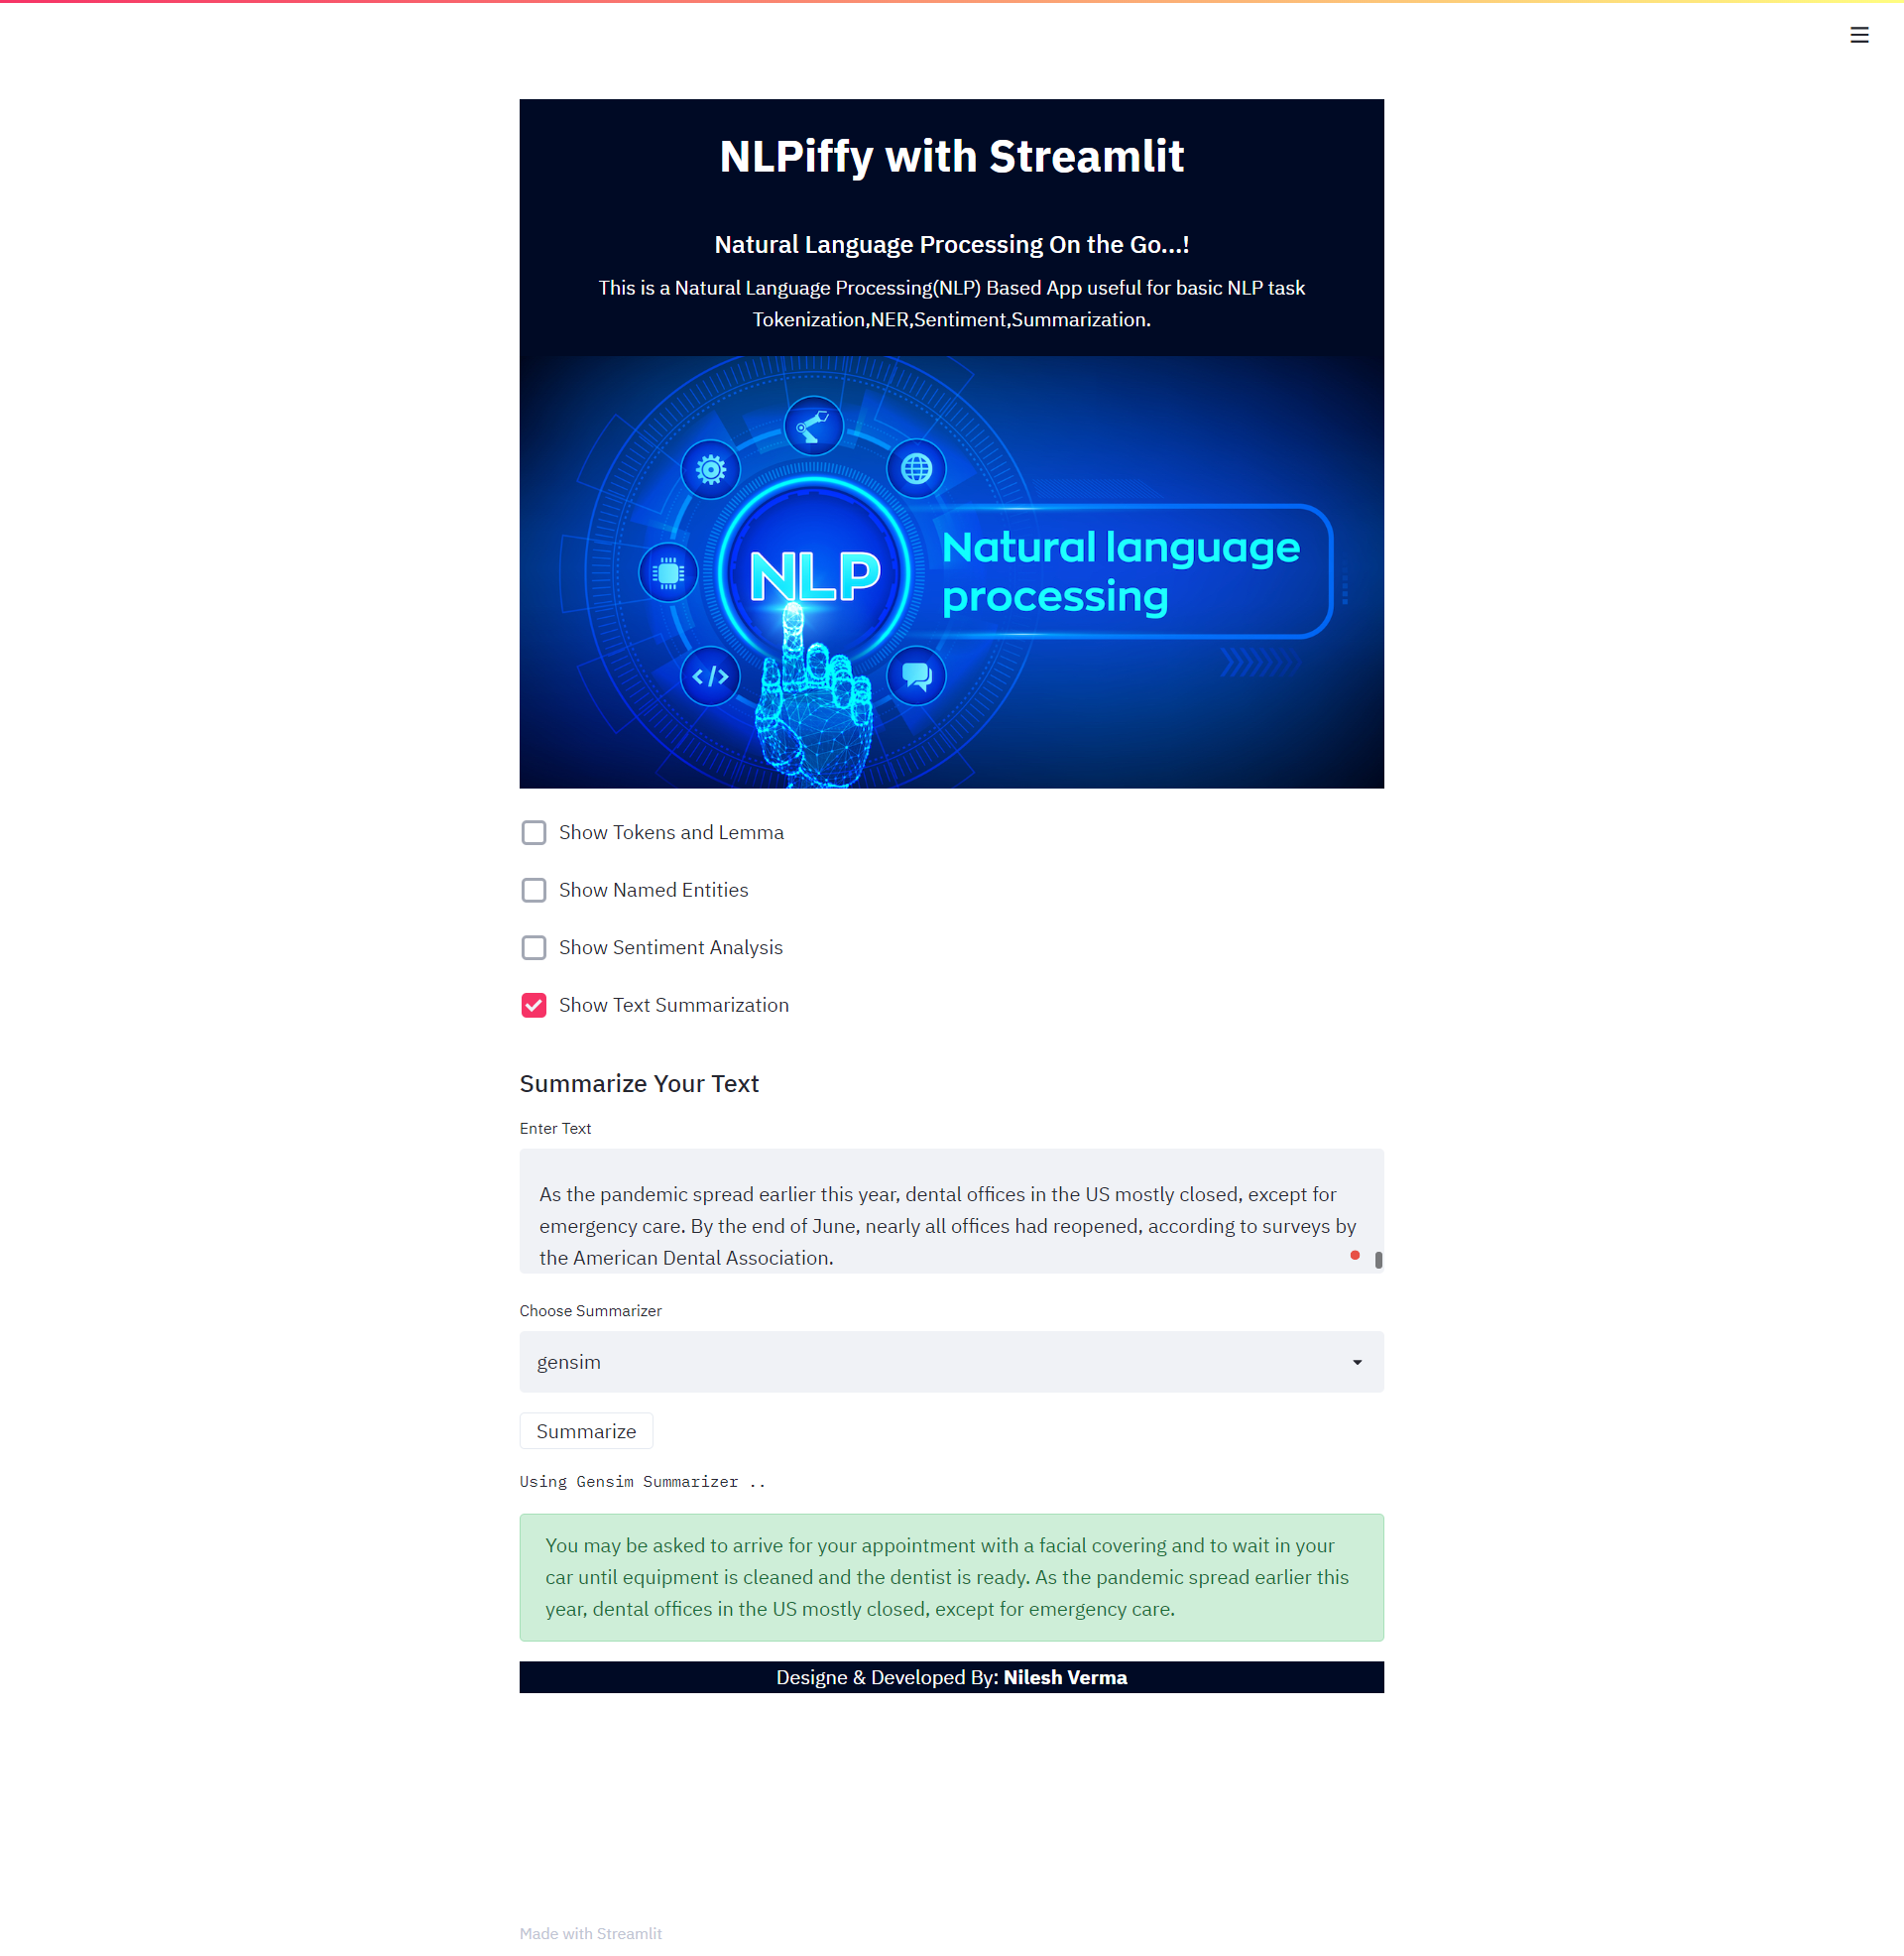 NLPiffy with Streamlit
Natural Language Processing On the Go...!
This is a Natural Language Processing(NLP) Based App useful for basic NLP task
Tokenization,NER,Sentiment,Summarization.
NLP
Natural language
processing
</>
Show Tokens and Lemma
Show Named Entities
Show Sentiment Analysis
Show Text Summarization
Summarize Your Text
Enter Text
As the pandemic spread earlier this year, dental offices in the US mostly closed, except for
emergency care. By the end of June, nearly all offices had reopened, according to surveys by
the American Dental Association.
Choose Summarizer
gensim
Summarize
Using Gensim Summarizer ..
You may be asked to arrive for your appointment with a facial covering and to wait in your
car until equipment is cleaned and the dentist is ready. As the pandemic spread earlier this
year, dental offices in the US mostly closed, except for emergency care.
Designe & Developed By: Nilesh Verma
Made with Streamlit